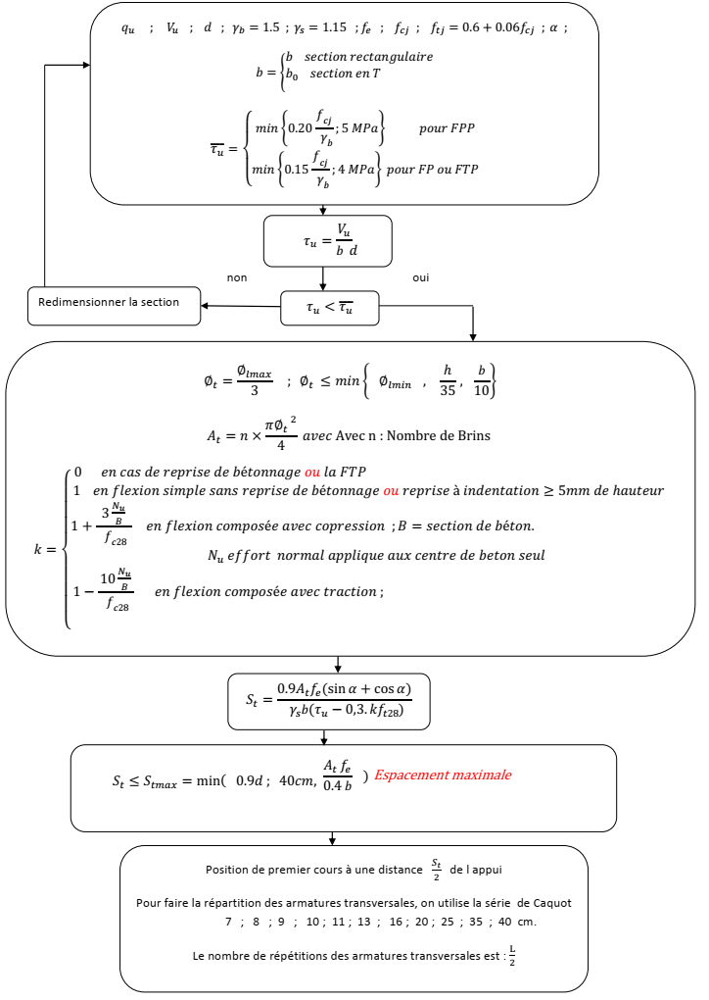 q_u ; V_u ; d ; γ_b = 1.5 ; γ_s = 1.15 ; f_e ; f_cj ; f_tj = 0.6 + 0.06f_cj ; α ;
b = { b section rectangulaire
b_0 section en T
τ̅_u = { min {0.20 f_cj/γ_b ; 5 MPa} pour FPP
min {0.15 f_cj/γ_b ; 4 MPa} pour FP ou FTP
τ_u = V_u/(b d)
non oui
Redimensionner la section
τ_u < τ̅_u
Ø_t = Ø_lmax/3 ; Ø_t ≤ min { Ø_lmin , h/35 , b/10 }
A_t = n × πØ_t²/4 avec Avec n : Nombre de Brins
k = { 0 en cas de reprise de bétonnage ou la FTP
1 en flexion simple sans reprise de bétonnage ou reprise à indentation ≥ 5mm de hauteur
1 + (3 N_u/B)/f_c28 en flexion composée avec copression ; B = section de béton.
N_u effort normal applique aux centre de beton seul
1 − (10 N_u/B)/f_c28 en flexion composée avec traction ;
S_t = 0.9A_t f_e(sin α + cos α)/(γ_s b(τ_u − 0,3. kf_t28))
S_t ≤ S_tmax = min( 0.9d ; 40cm, A_t f_e/(0.4 b) ) Espacement maximale
Position de premier cours à une distance S_t/2 de l appui
Pour faire la répartition des armatures transversales, on utilise la série de Caquot
7 ; 8 ; 9 ; 10 ; 11 ; 13 ; 16 ; 20 ; 25 ; 35 ; 40 cm.
Le nombre de répétitions des armatures transversales est : L/2